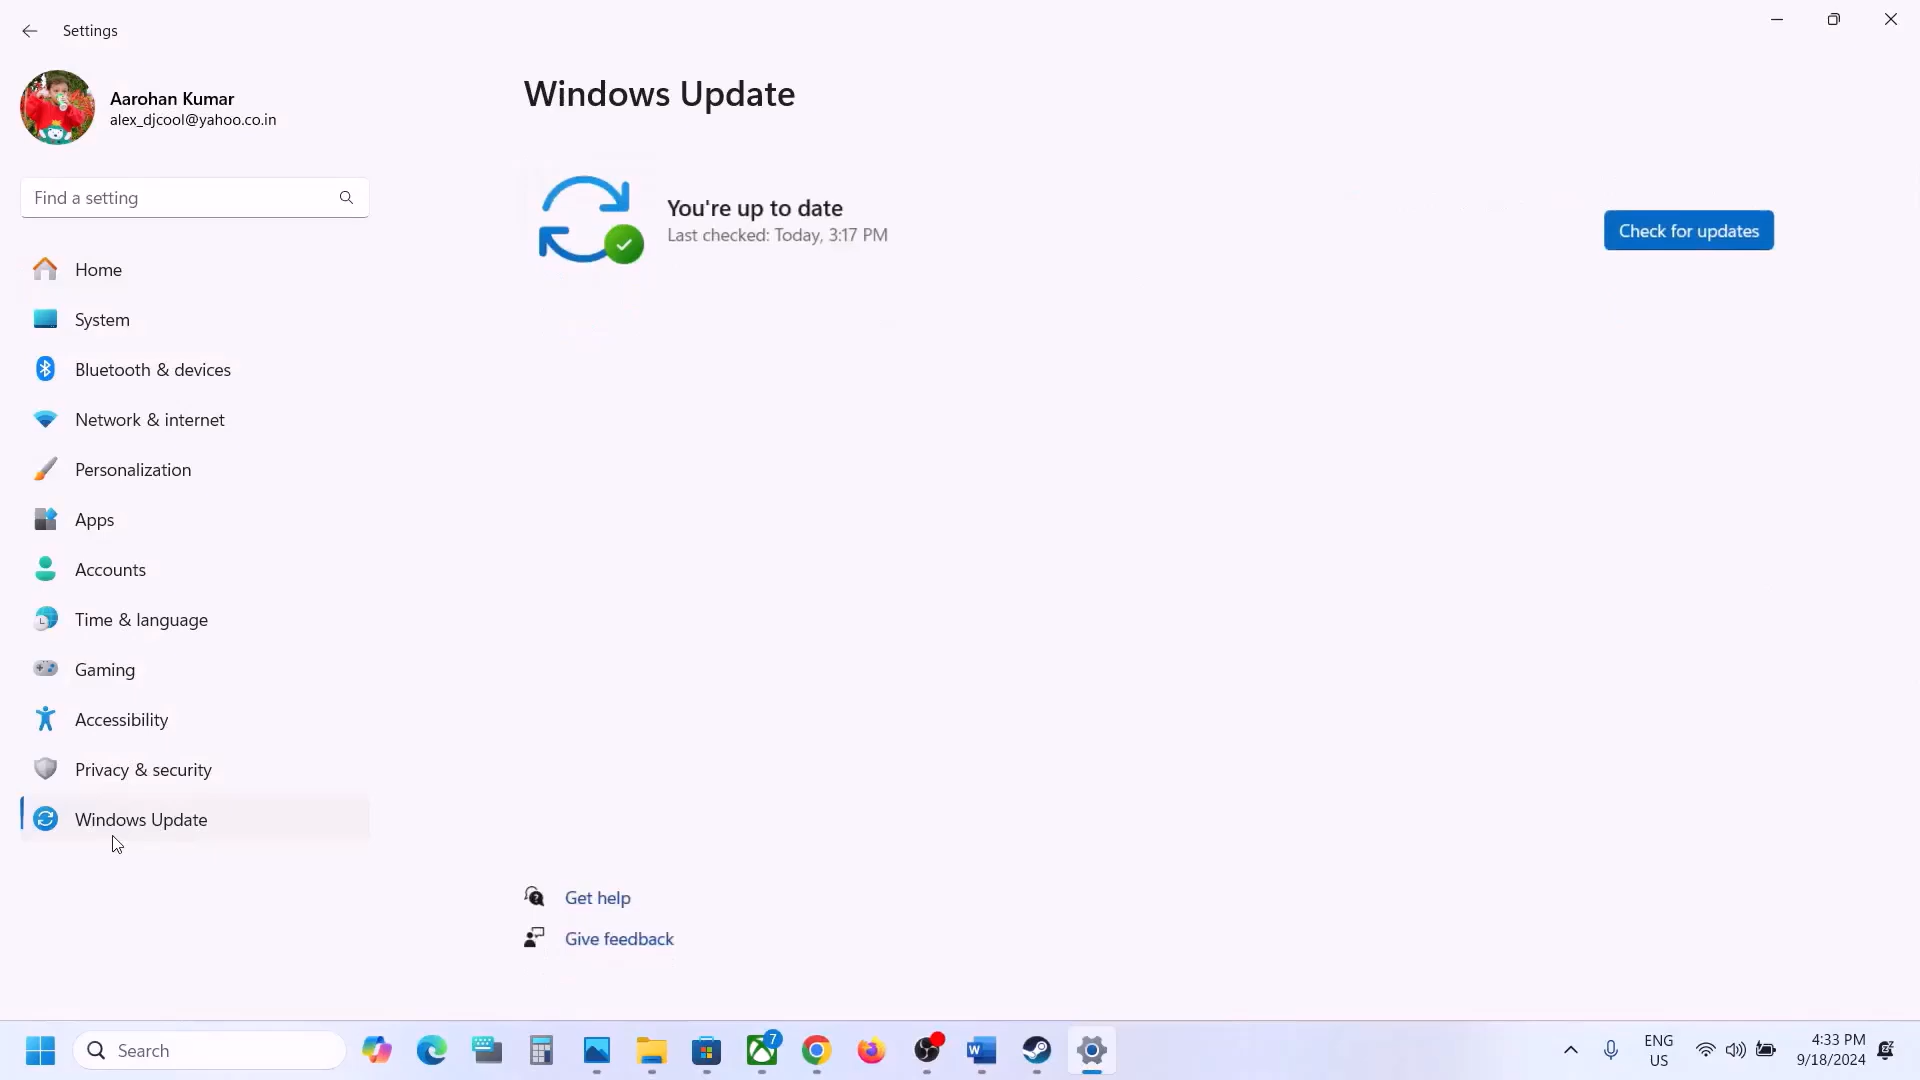 Settings
Aarohan Kumar
alex_djcool@yahoo.co.in
Find a setting
Home
System
Bluetooth & devices
Network & internet
Personalization
Apps
Accounts
Time & language
Gaming
Accessibility
Privacy & security
Windows Update
Windows Update
You're up to date
Last checked: Today, 3:17 PM
Check for updates
Get help
Give feedback
Search
7
ENG
US
4:33 PM
9/18/2024